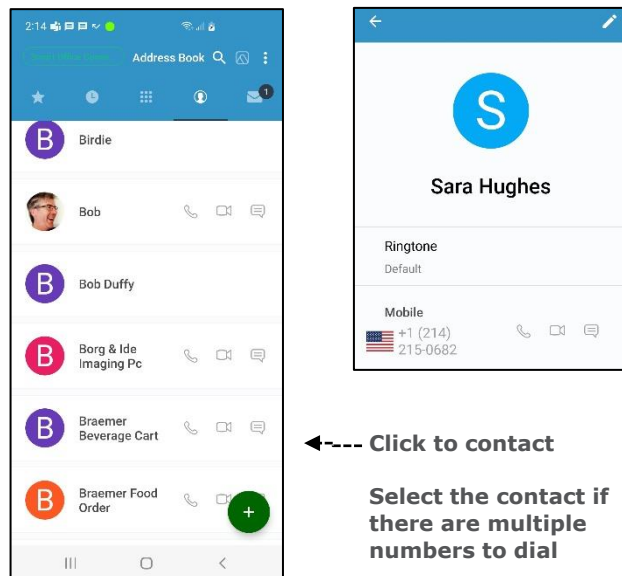 2:14
Address Book
1
B
Birdie
Bob
B
Bob Duffy
B
Borg & Ide
Imaging Pc
B
Braemer
Beverage Cart
B
Braemer Food
Order
+
S
Sara Hughes
Ringtone
Default
Mobile
+1 (214)
215-0682
Click to contact
Select the contact if
there are multiple
numbers to dial